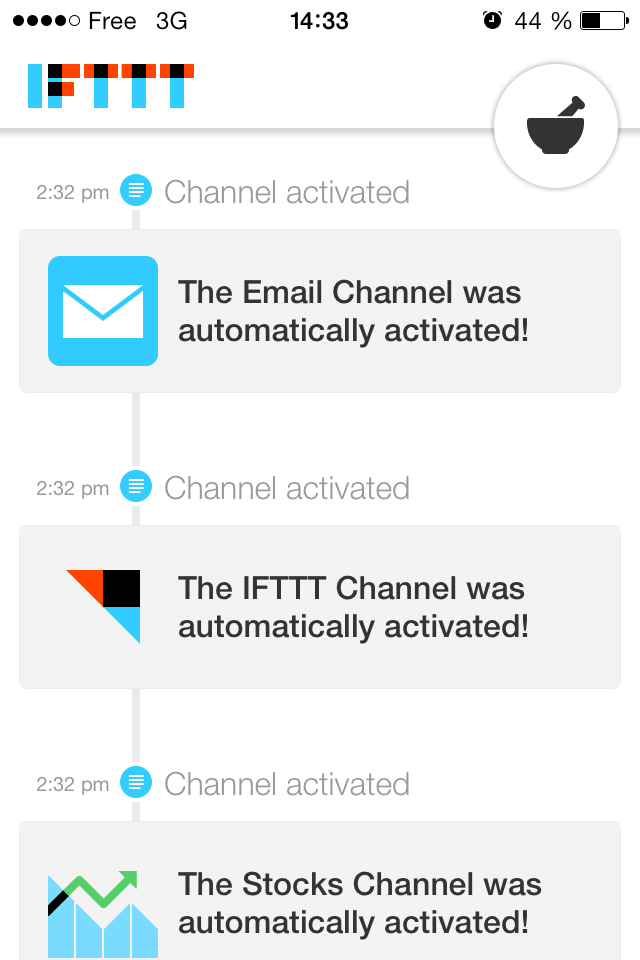 Free 3G 14:33 44 %
IFTTT
2:32 pm Channel activated
The Email Channel was
automatically activated!
2:32 pm Channel activated
The IFTTT Channel was
automatically activated!
2:32 pm Channel activated
The Stocks Channel was
automatically activated!